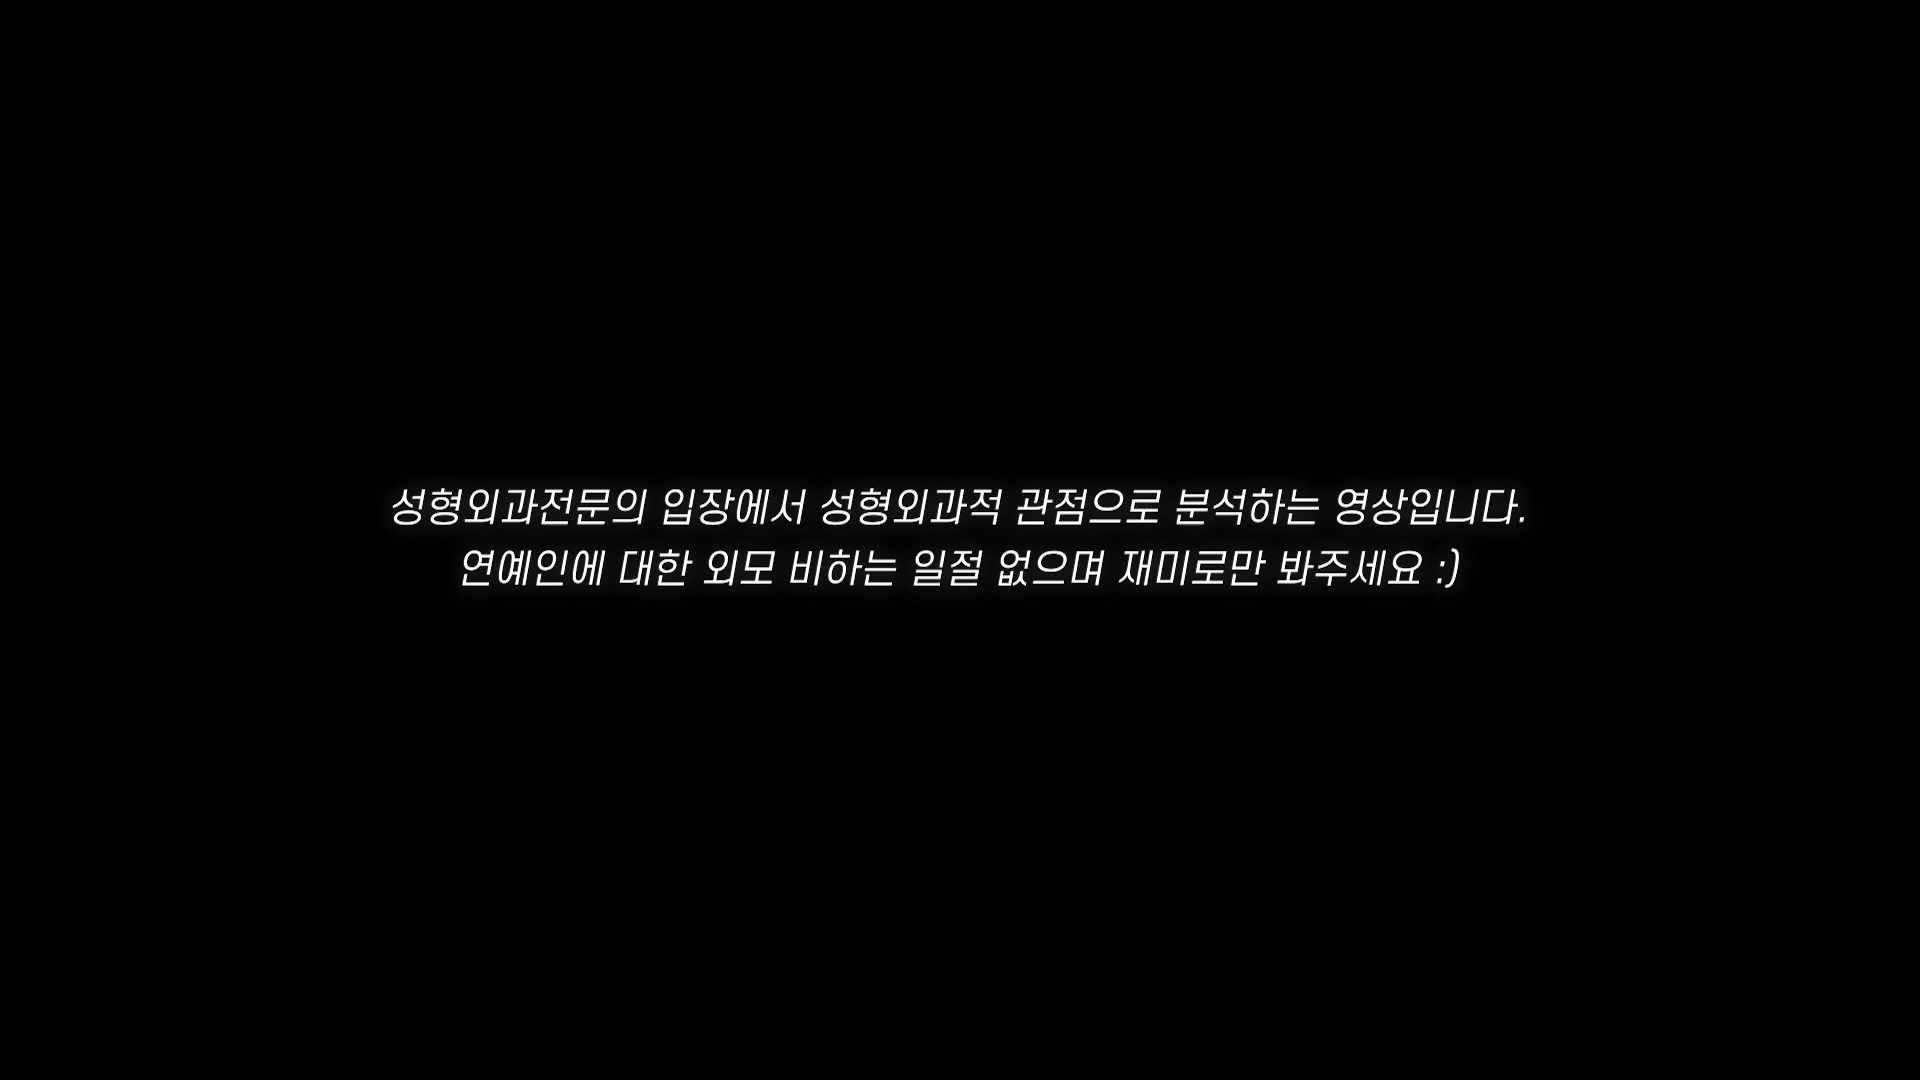 성형외과전문의 입장에서 성형외과적 관점으로 분석하는 영상입니다.
연예인에 대한 외모 비하는 일절 없으며 재미로만 봐주세요 :)